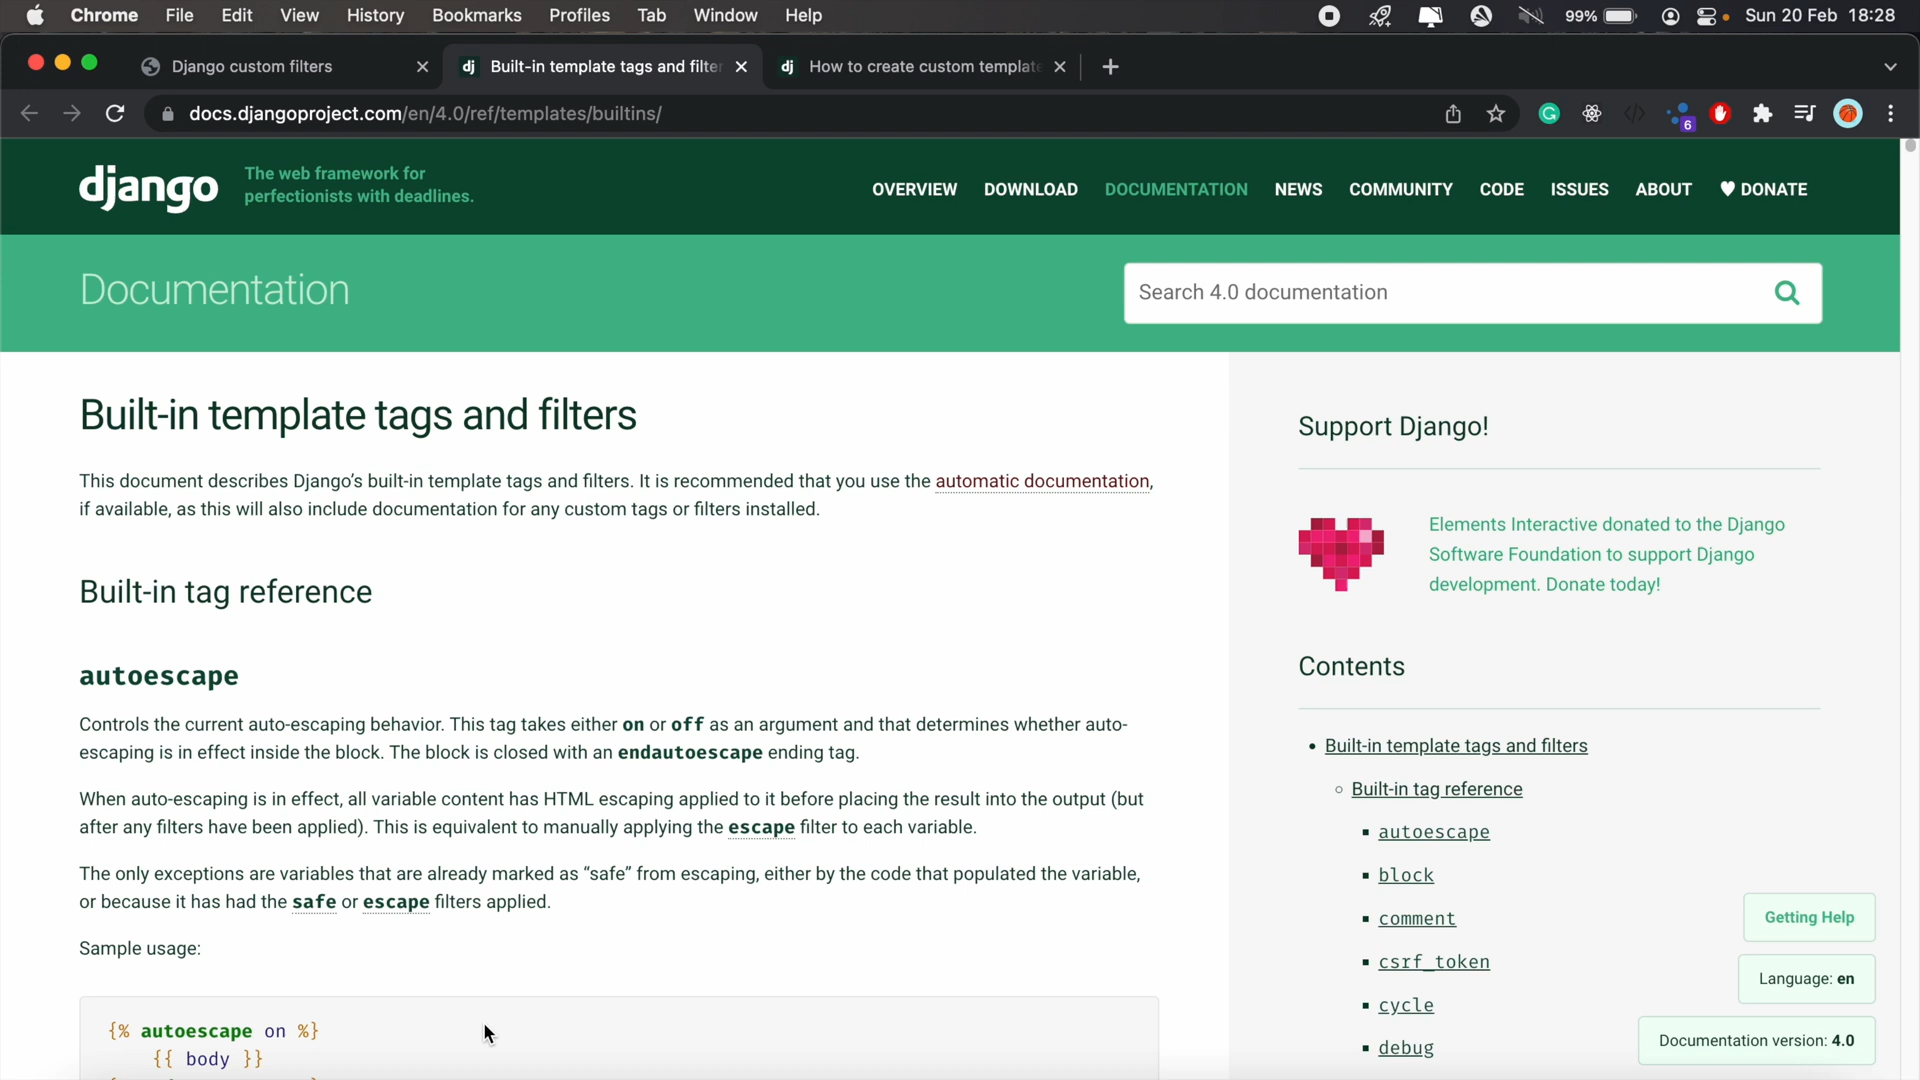 Chrome File Edit View History Bookmarks Profiles Tab Window Help 99% Sun 20 Feb 18:28
Django custom filters
dj Built-in template tags and filter
dj How to create custom template
docs.djangoproject.com/en/4.0/ref/templates/builtins/
6
django
The web framework for
perfectionists with deadlines.
OVERVIEW DOWNLOAD DOCUMENTATION NEWS COMMUNITY CODE ISSUES ABOUT ♥ DONATE
Documentation
Search 4.0 documentation
Built-in template tags and filters
This document describes Django’s built-in template tags and filters. It is recommended that you use the automatic documentation,
if available, as this will also include documentation for any custom tags or filters installed.
Built-in tag reference
autoescape
Controls the current auto-escaping behavior. This tag takes either on or off as an argument and that determines whether auto-
escaping is in effect inside the block. The block is closed with an endautoescape ending tag.
When auto-escaping is in effect, all variable content has HTML escaping applied to it before placing the result into the output (but
after any filters have been applied). This is equivalent to manually applying the escape filter to each variable.
The only exceptions are variables that are already marked as “safe” from escaping, either by the code that populated the variable,
or because it has had the safe or escape filters applied.
Sample usage:
{% autoescape on %}
{{ body }}
Support Django!
Elements Interactive donated to the Django
Software Foundation to support Django
development. Donate today!
Contents
Built-in template tags and filters
Built-in tag reference
autoescape
block
comment
csrf_token
cycle
debug
Getting Help
Language: en
Documentation version: 4.0